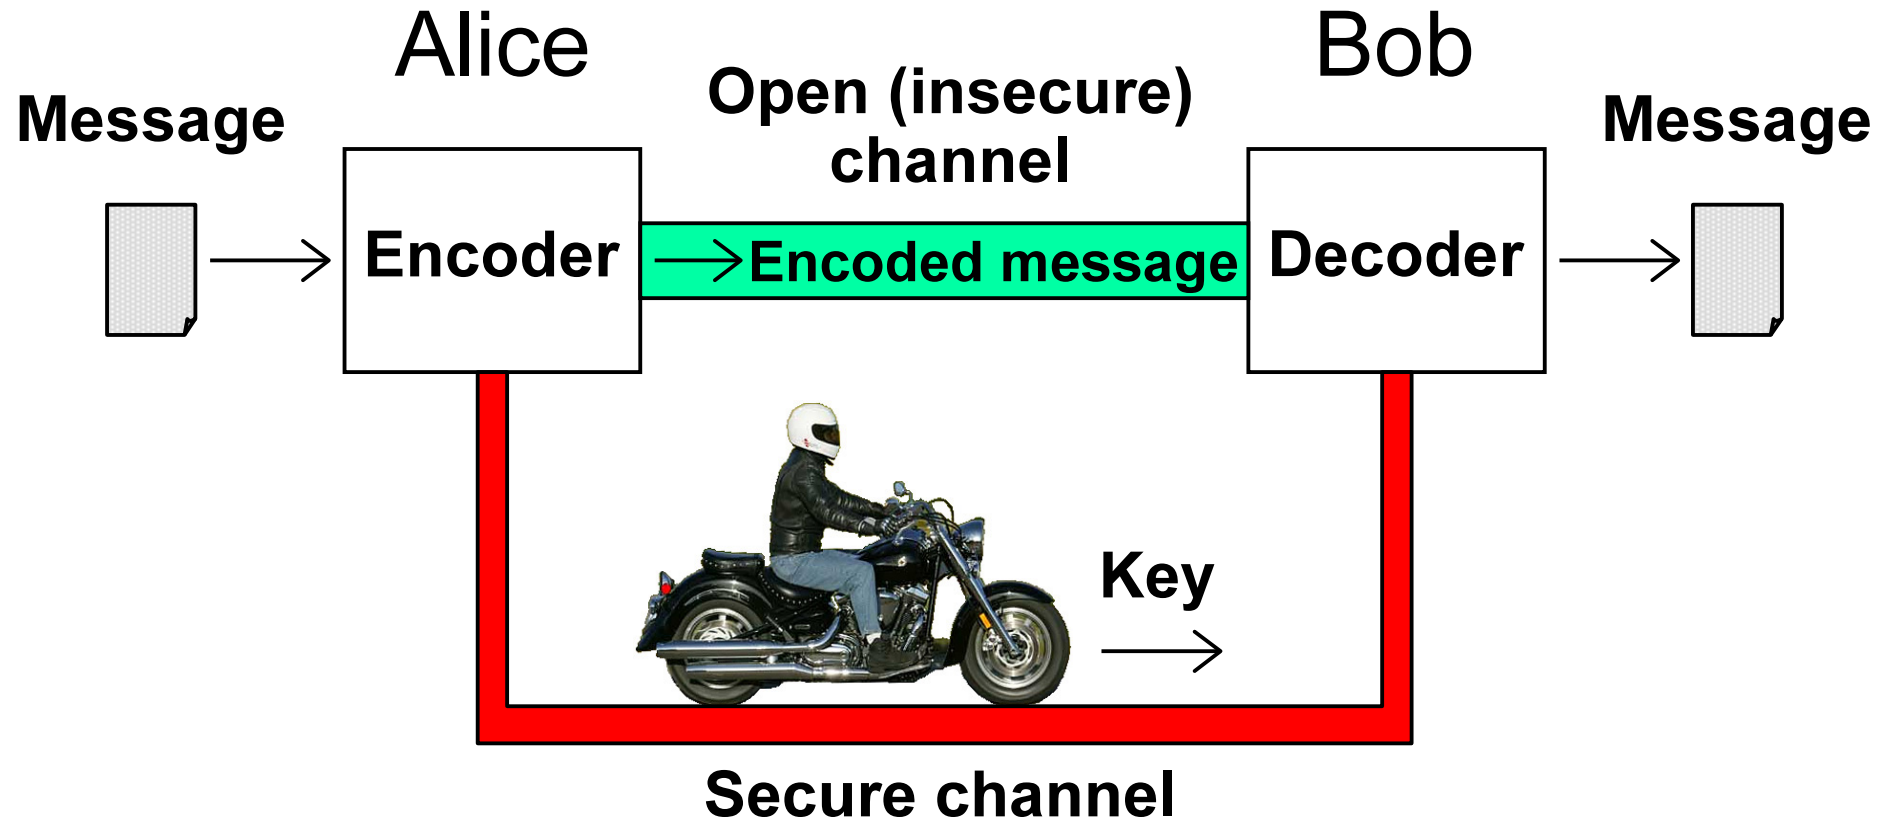 Alice
Bob
Message
Open (insecure)
channel
Message
Encoder
Encoded message
Decoder
Key
Secure channel